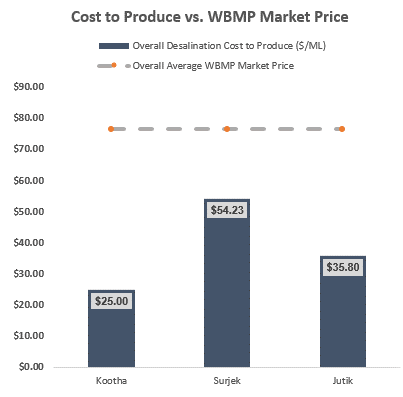 Cost to Produce vs. WBMP Market Price
Overall Desalination Cost to Produce ($/ML)
Overall Average WBMP Market Price
$90.00
$80.00
$70.00
$60.00
$50.00
$40.00
$30.00
$20.00
$10.00
$0.00
$25.00
$54.23
$35.80
Kootha
Surjek
Jutik